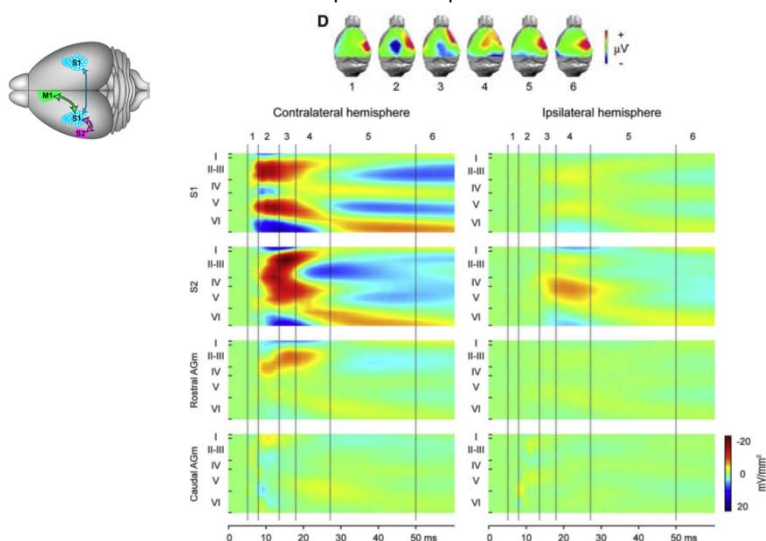 D
+
μV
-
1 2 3 4 5 6
S1
M1
S1
S2
Contralateral hemisphere
Ipsilateral hemisphere
1 2 3 4 5 6
1 2 3 4 5 6
S1
I
II-III
IV
V
VI
I
II-III
IV
V
VI
S2
I
II-III
IV
V
VI
I
II-III
IV
V
VI
Rostral AGm
I
II-III
IV
V
VI
I
II-III
IV
V
VI
Caudal AGm
I
II-III
IV
V
VI
I
II-III
IV
V
VI
-20
0
20
mV/mm²
0 10 20 30 40 50 ms
0 10 20 30 40 50 ms